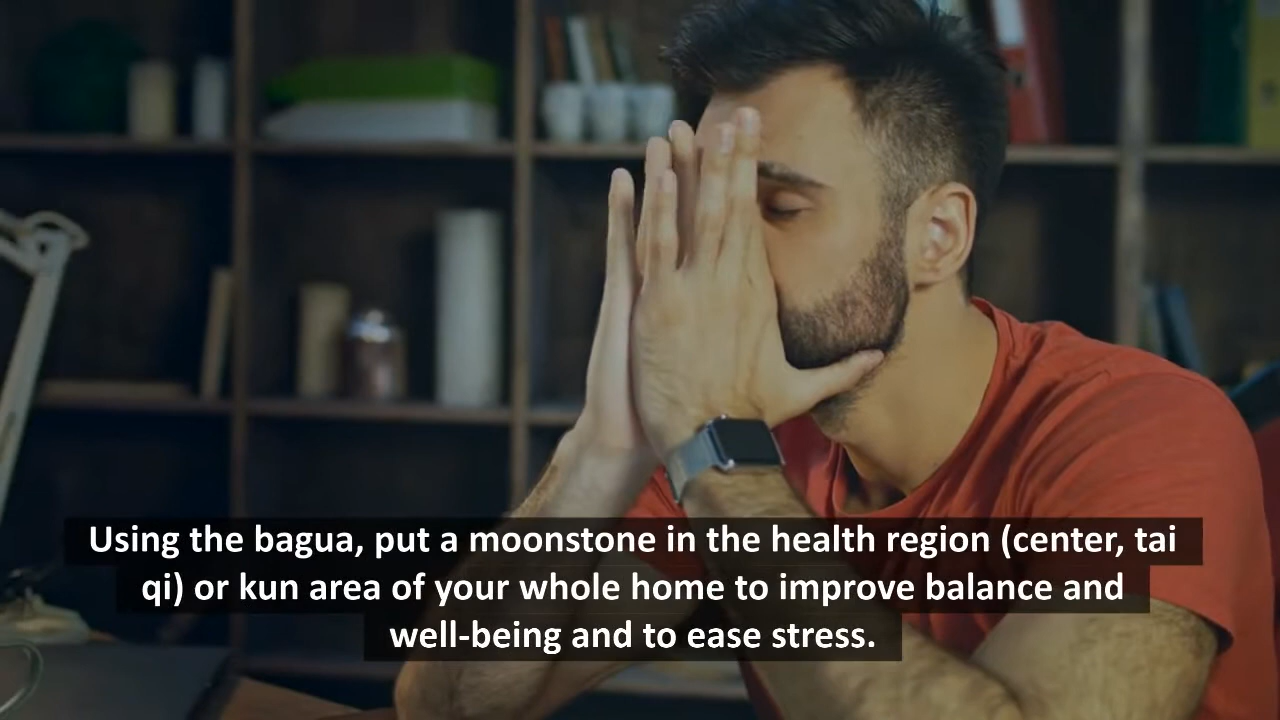 Using the bagua, put a moonstone in the health region (center, tai
qi) or kun area of your whole home to improve balance and
well-being and to ease stress.